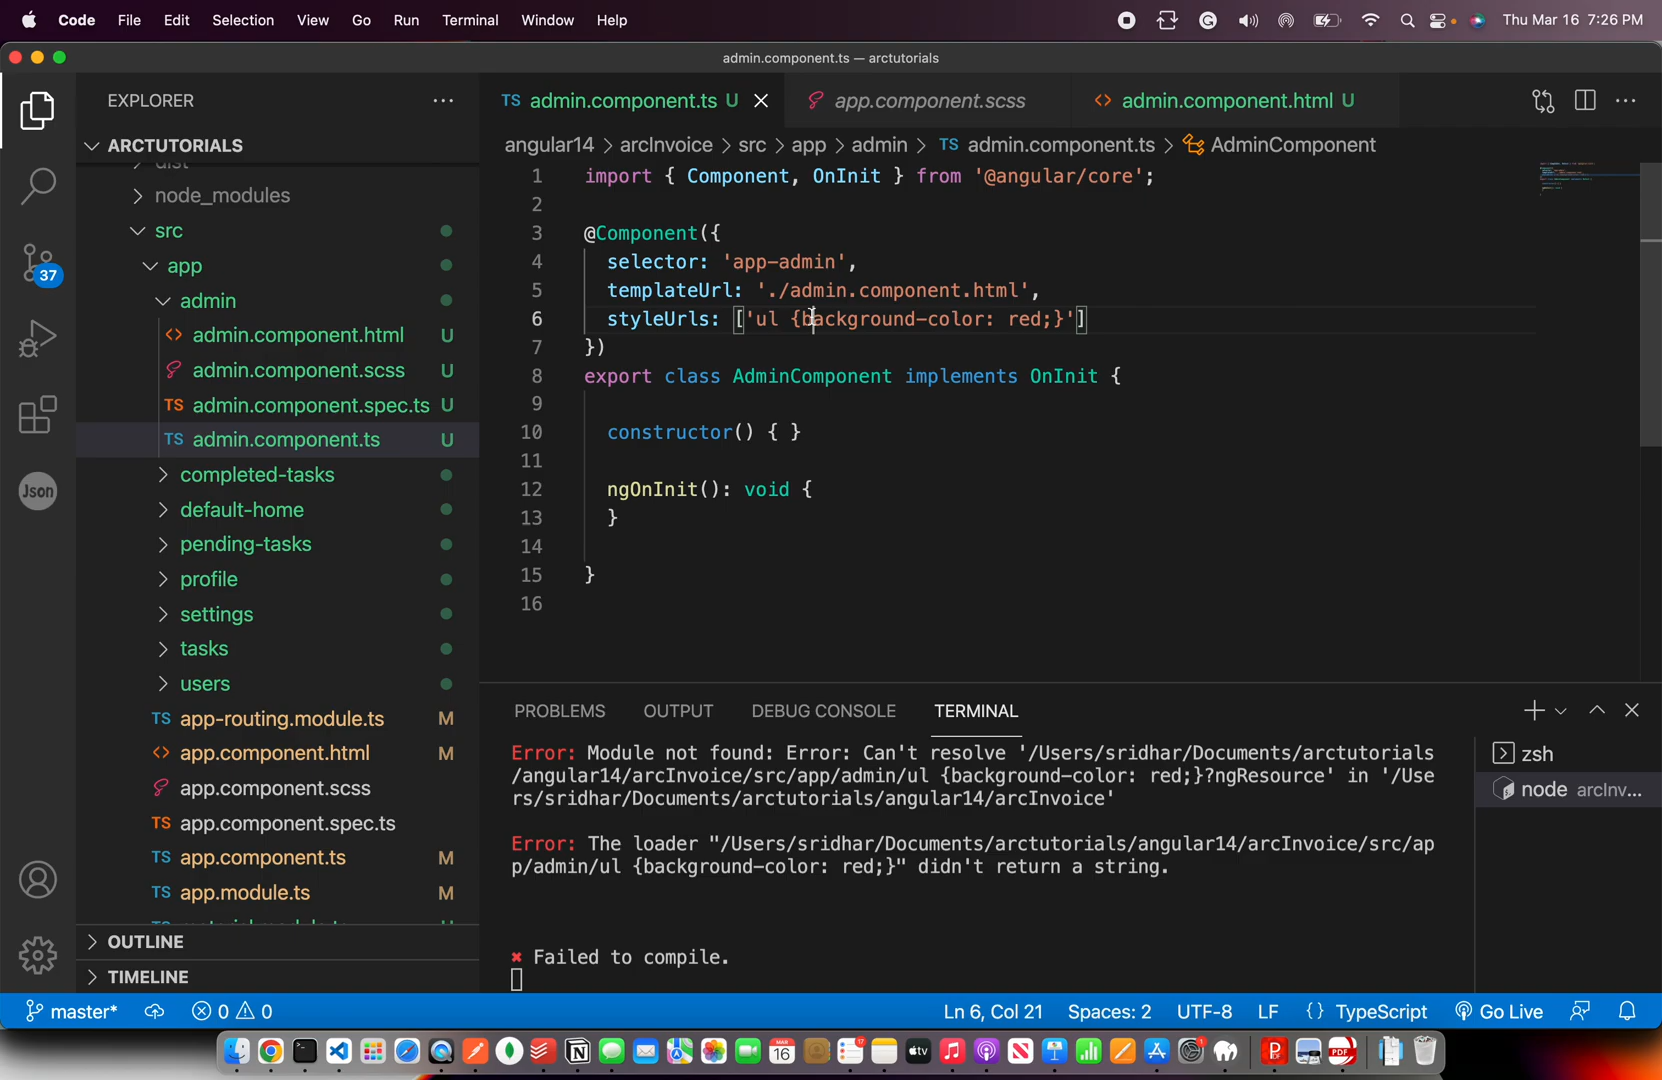 Code File Edit Selection View Go Run Terminal Window Help Thu Mar 16 7:26 PM
admin.component.ts — arctutorials
EXPLORER
ARCTUTORIALS
dist
node_modules
src
app
admin
admin.component.html U
admin.component.scss U
TS admin.component.spec.ts U
TS admin.component.ts U
completed-tasks
default-home
pending-tasks
profile
settings
tasks
users
TS app-routing.module.ts M
app.component.html M
app.component.scss
TS app.component.spec.ts
TS app.component.ts M
TS app.module.ts M
OUTLINE
TIMELINE
37
Json
TS admin.component.ts U app.component.scss <> admin.component.html U
angular14 > arcInvoice > src > app > admin > TS admin.component.ts > AdminComponent
1 import { Component, OnInit } from '@angular/core';
2
3 @Component({
4 selector: 'app-admin',
5 templateUrl: './admin.component.html',
6 styleUrls: ['ul {background-color: red;}']
7 })
8 export class AdminComponent implements OnInit {
9
10 constructor() { }
11
12 ngOnInit(): void {
13 }
14
15 }
16
PROBLEMS OUTPUT DEBUG CONSOLE TERMINAL
Error: Module not found: Error: Can't resolve '/Users/sridhar/Documents/arctutorials
/angular14/arcInvoice/src/app/admin/ul {background-color: red;}?ngResource' in '/Use
rs/sridhar/Documents/arctutorials/angular14/arcInvoice'
Error: The loader "/Users/sridhar/Documents/arctutorials/angular14/arcInvoice/src/ap
p/admin/ul {background-color: red;}" didn't return a string.
✖ Failed to compile.
zsh
node arcInv...
master* 0 0 Ln 6, Col 21 Spaces: 2 UTF-8 LF {} TypeScript Go Live